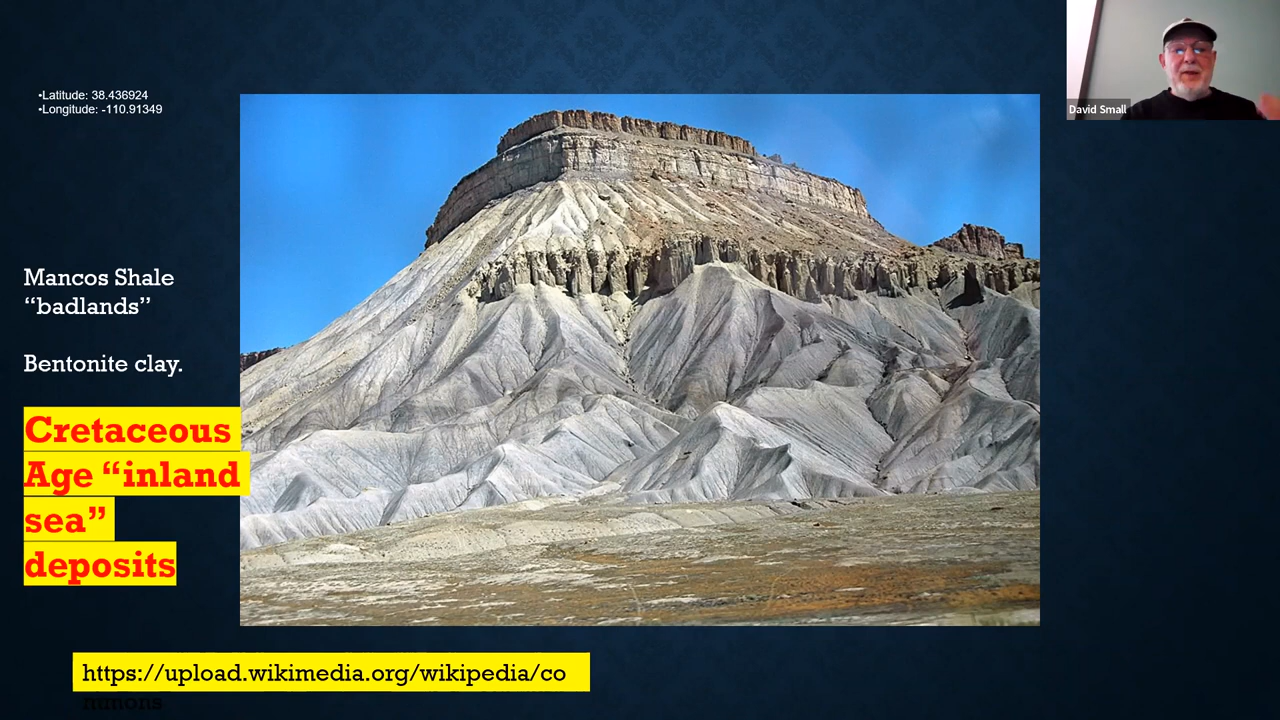 •Latitude: 38.436924
•Longitude: -110.91349
David Small
Mancos Shale
“badlands”
Bentonite clay.
Cretaceous
Age “inland
sea”
deposits
https://upload.wikimedia.org/wikipedia/co
mmons